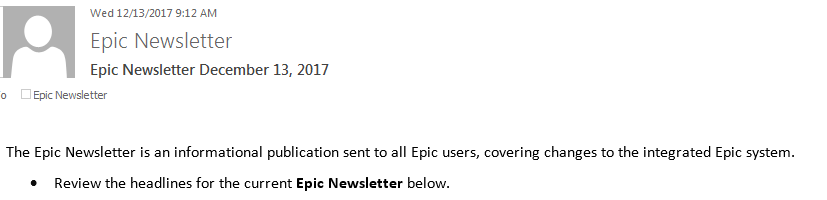 Wed 12/13/2017 9:12 AM
Epic Newsletter
Epic Newsletter December 13, 2017
o Epic Newsletter
The Epic Newsletter is an informational publication sent to all Epic users, covering changes to the integrated Epic system.
• Review the headlines for the current Epic Newsletter below.